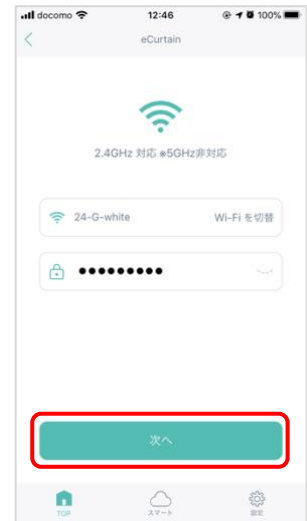 docomo 12:46 100%
eCurtain
2.4GHz 対応 ※5GHz非対応
24-G-white Wi-Fi を切替
●●●●●●●●●
次へ
TOP スマート 設定